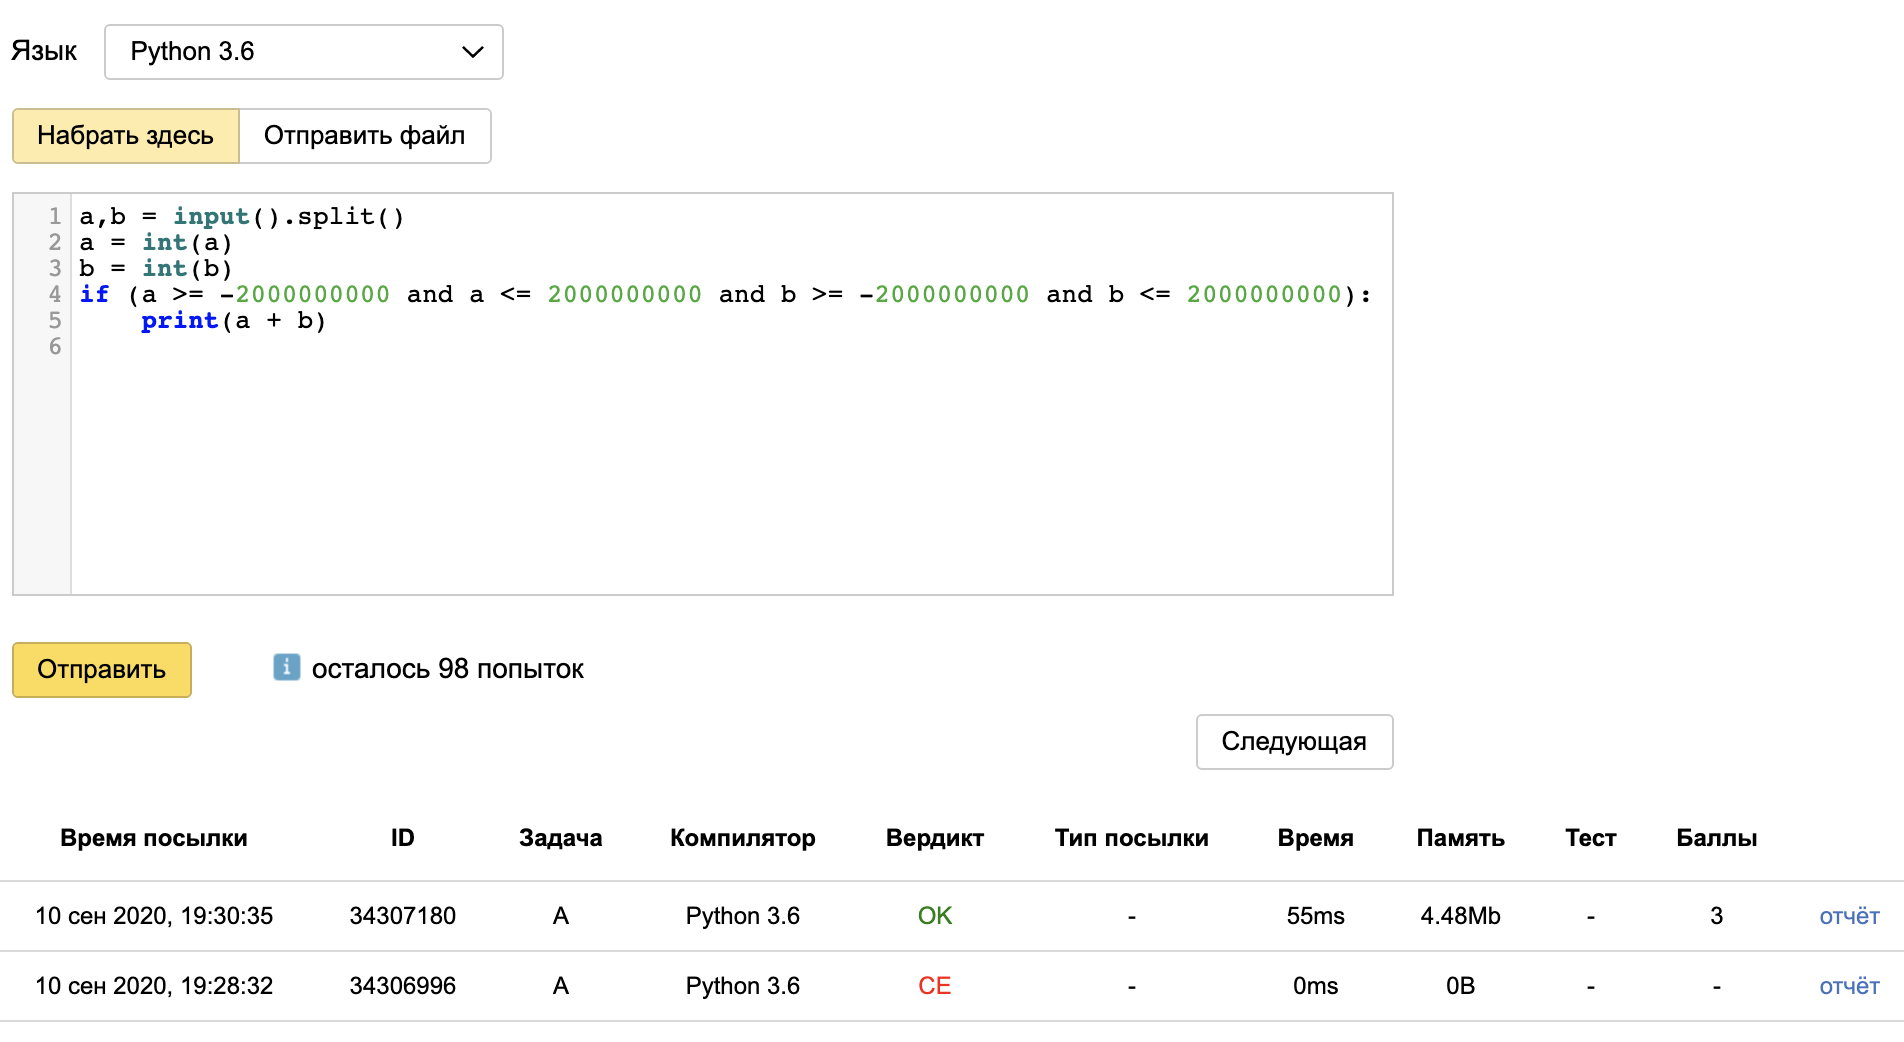 Язык Python 3.6
Набрать здесь Отправить файл
1 a,b = input().split()
2 a = int(a)
3 b = int(b)
4 if (a >= -2000000000 and a <= 2000000000 and b >= -2000000000 and b <= 2000000000):
5     print(a + b)
6
Отправить i осталось 98 попыток
Следующая
Время посылки ID Задача Компилятор Вердикт Тип посылки Время Память Тест Баллы
10 сен 2020, 19:30:35 34307180 A Python 3.6 OK - 55ms 4.48Mb - 3 отчёт
10 сен 2020, 19:28:32 34306996 A Python 3.6 CE - 0ms 0B - - отчёт